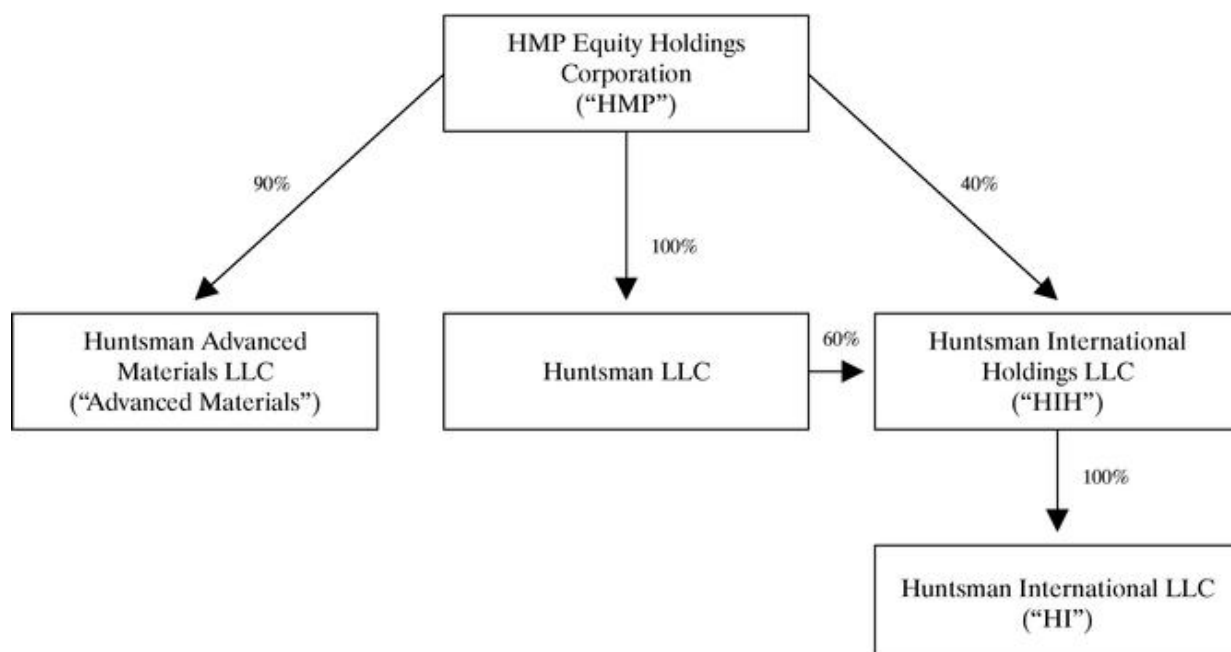 HMP Equity Holdings
Corporation
(“HMP”)
90%
40%
100%
Huntsman Advanced
Materials LLC
(“Advanced Materials”)
Huntsman LLC
60%
Huntsman International
Holdings LLC
(“HIH”)
100%
Huntsman International LLC
(“HI”)